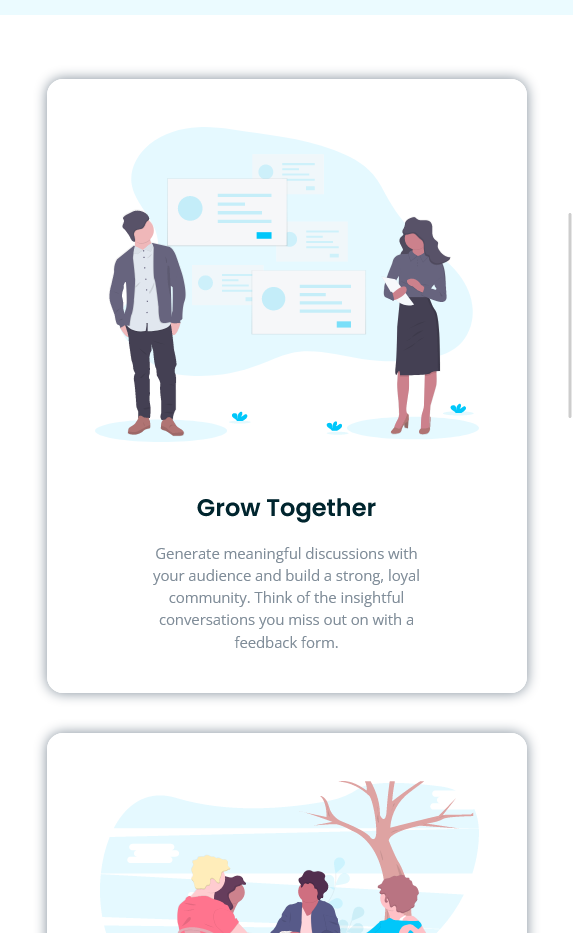 Grow Together
Generate meaningful discussions with
your audience and build a strong, loyal
community. Think of the insightful
conversations you miss out on with a
feedback form.